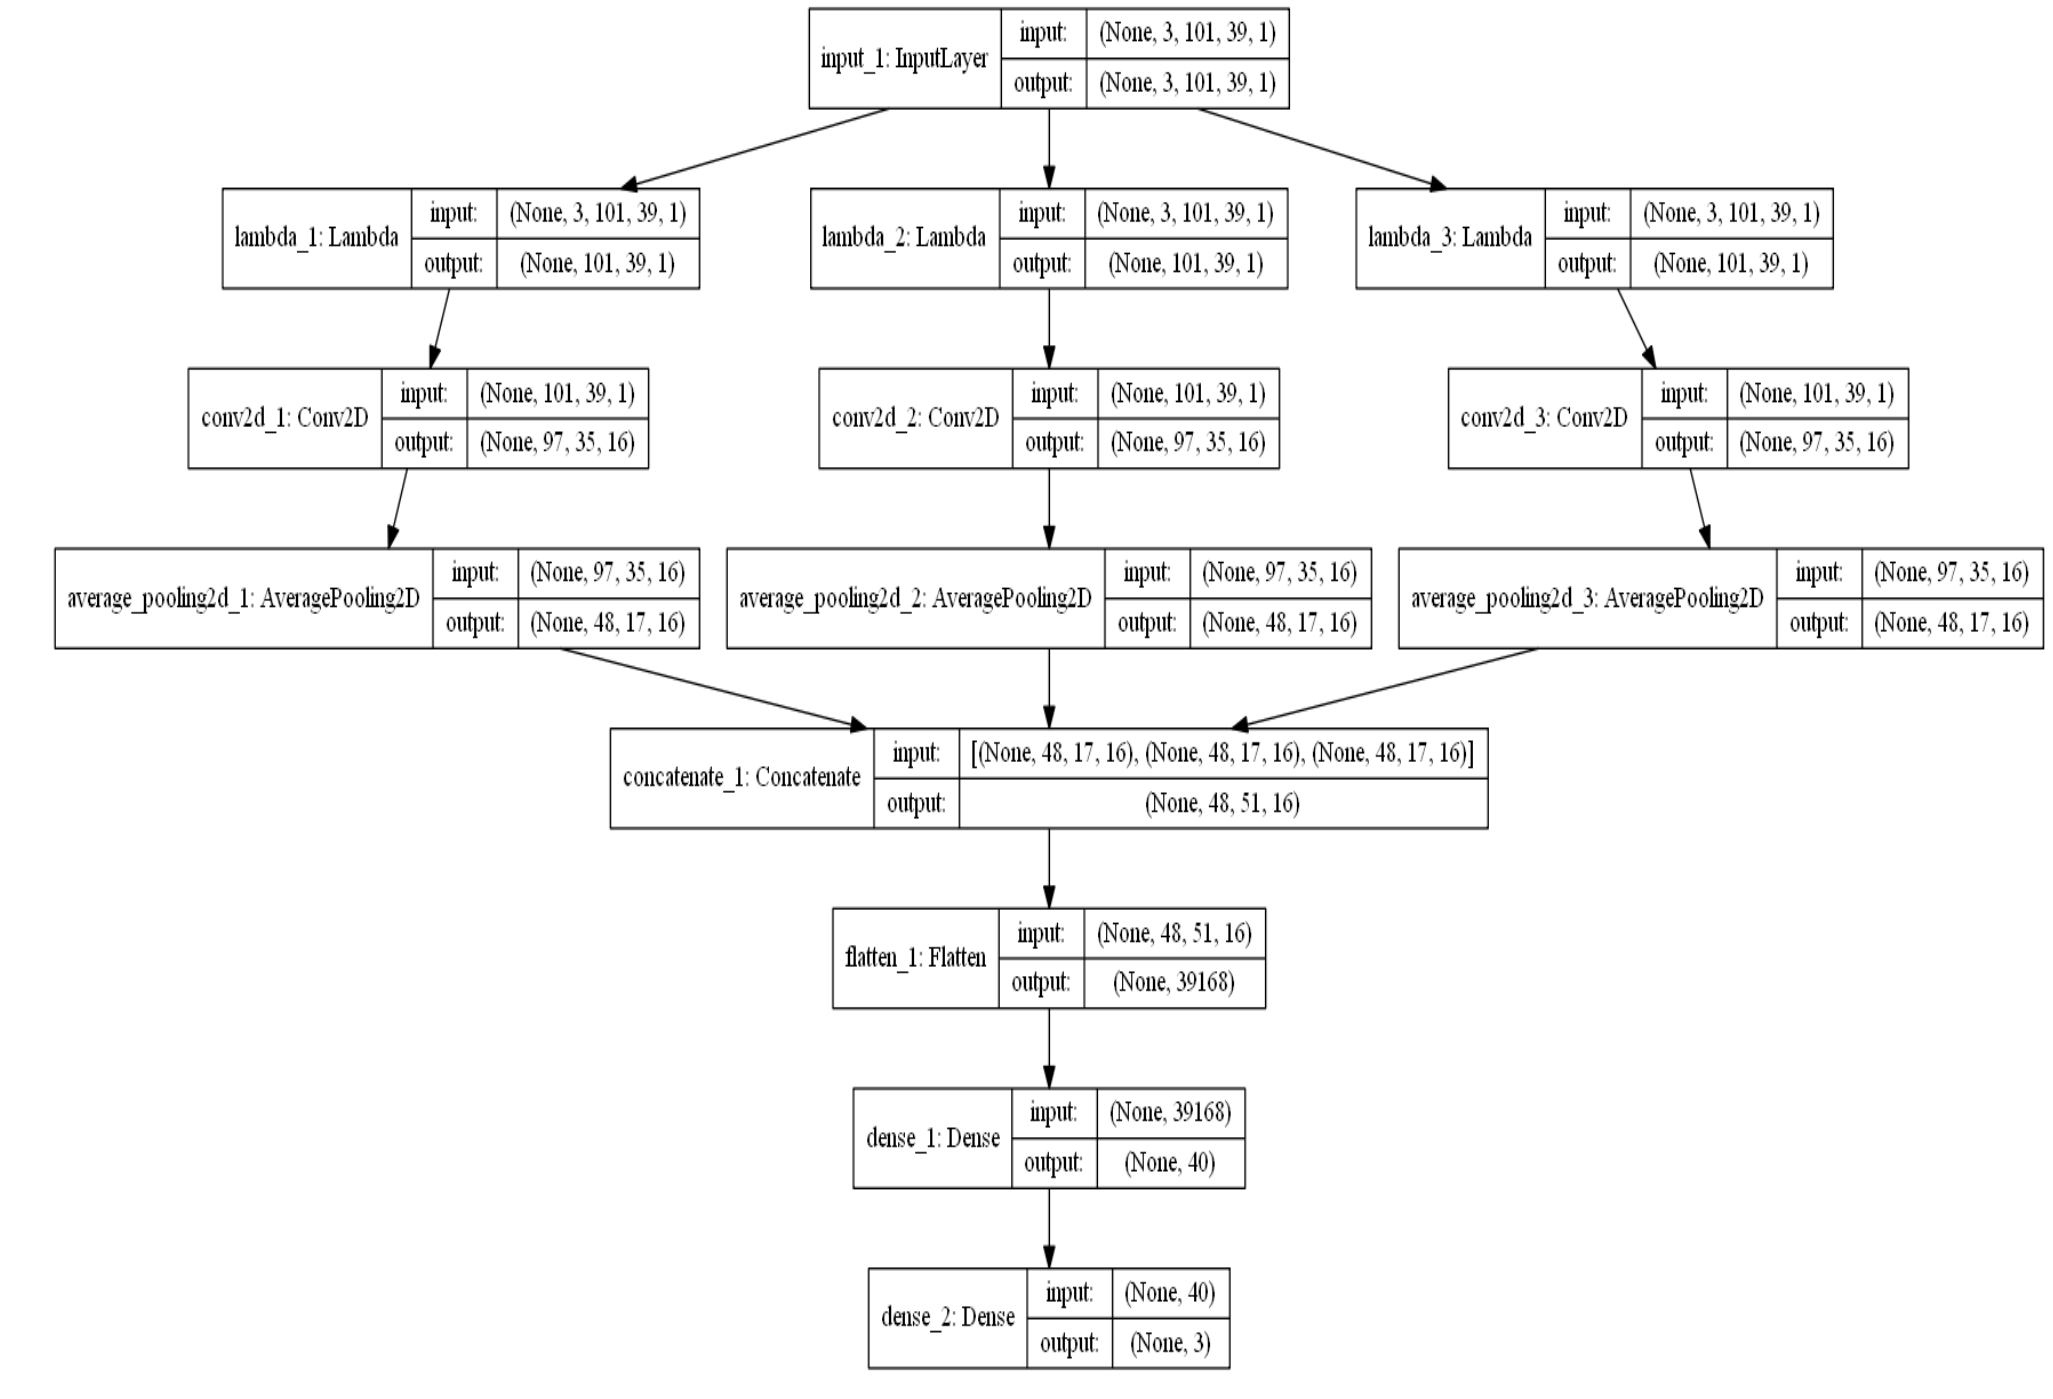 input_1: InputLayer
input: (None, 3, 101, 39, 1)
output: (None, 3, 101, 39, 1)
lambda_1: Lambda
input: (None, 3, 101, 39, 1)
output: (None, 101, 39, 1)
lambda_2: Lambda
input: (None, 3, 101, 39, 1)
output: (None, 101, 39, 1)
lambda_3: Lambda
input: (None, 3, 101, 39, 1)
output: (None, 101, 39, 1)
conv2d_1: Conv2D
input: (None, 101, 39, 1)
output: (None, 97, 35, 16)
conv2d_2: Conv2D
input: (None, 101, 39, 1)
output: (None, 97, 35, 16)
conv2d_3: Conv2D
input: (None, 101, 39, 1)
output: (None, 97, 35, 16)
average_pooling2d_1: AveragePooling2D
input: (None, 97, 35, 16)
output: (None, 48, 17, 16)
average_pooling2d_2: AveragePooling2D
input: (None, 97, 35, 16)
output: (None, 48, 17, 16)
average_pooling2d_3: AveragePooling2D
input: (None, 97, 35, 16)
output: (None, 48, 17, 16)
concatenate_1: Concatenate
input: [(None, 48, 17, 16), (None, 48, 17, 16), (None, 48, 17, 16)]
output: (None, 48, 51, 16)
flatten_1: Flatten
input: (None, 48, 51, 16)
output: (None, 39168)
dense_1: Dense
input: (None, 39168)
output: (None, 40)
dense_2: Dense
input: (None, 40)
output: (None, 3)